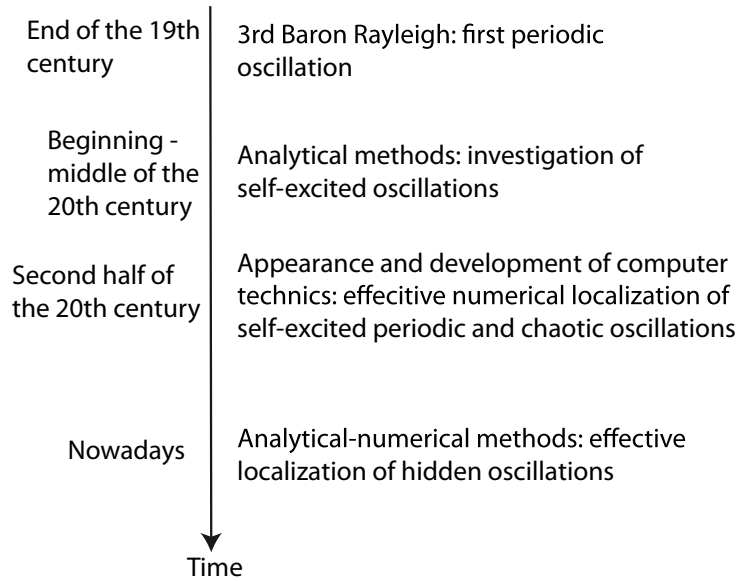 End of the 19th
century
3rd Baron Rayleigh: first periodic
oscillation
Beginning -
middle of the
20th century
Analytical methods: investigation of
self-excited oscillations
Second half of
the 20th century
Appearance and development of computer
technics: effecitive numerical localization of
self-excited periodic and chaotic oscillations
Nowadays
Analytical-numerical methods: effective
localization of hidden oscillations
Time